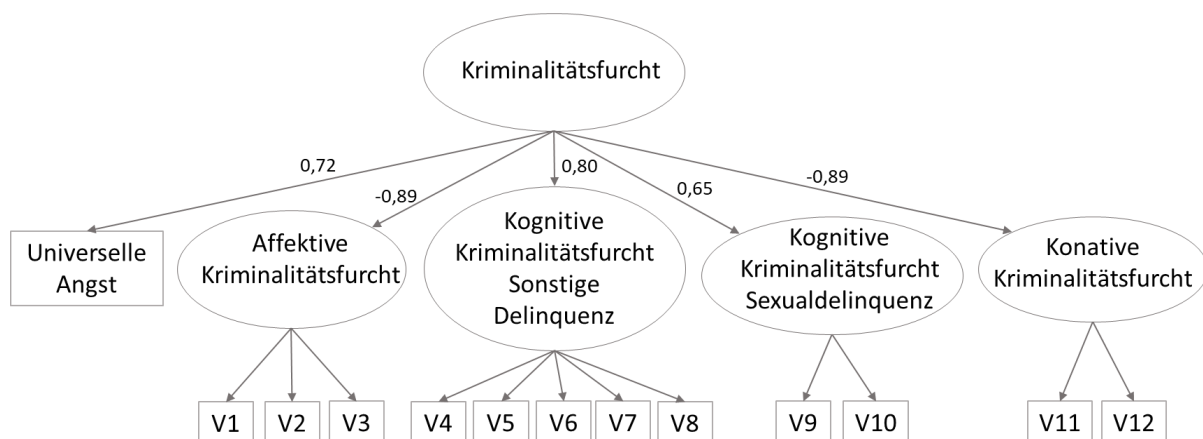 Kriminalitätsfurcht
0,72
-0,89
0,80
0,65
-0,89
Universelle
Angst
Affektive
Kriminalitätsfurcht
Kognitive
Kriminalitätsfurcht
Sonstige
Delinquenz
Kognitive
Kriminalitätsfurcht
Sexualdelinquenz
Konative
Kriminalitätsfurcht
V1 V2 V3 V4 V5 V6 V7 V8 V9 V10 V11 V12